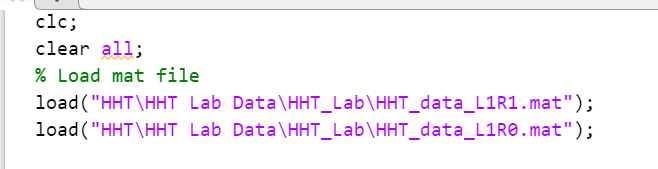 clc;
clear all;
% Load mat file
load("HHT\HHT Lab Data\HHT_Lab\HHT_data_L1R1.mat");
load("HHT\HHT Lab Data\HHT_Lab\HHT_data_L1R0.mat");